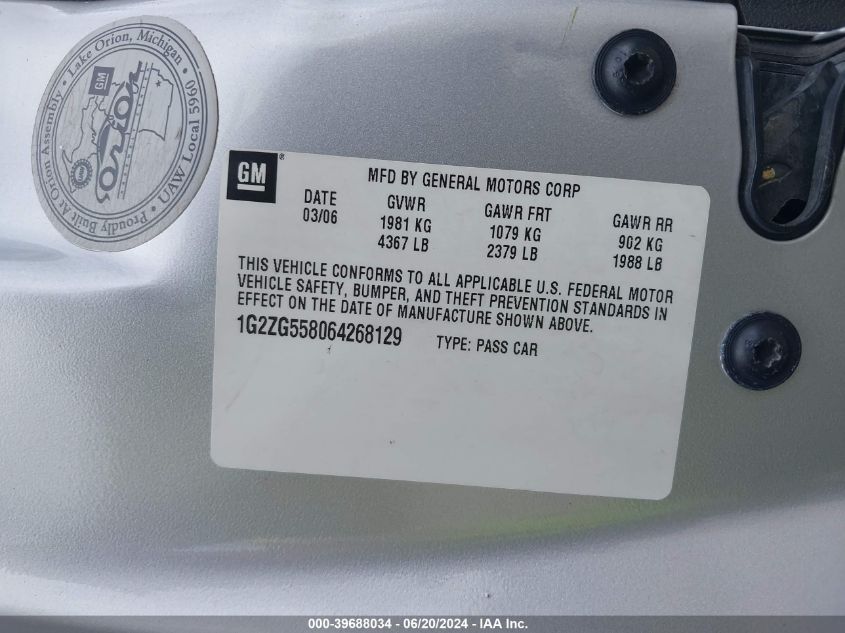 Proudly Built At Orion Assembly • Lake Orion, Michigan • UAW Local 5960 •
GM
orion
GM ®
MFD BY GENERAL MOTORS CORP
DATE GVWR GAWR FRT GAWR RR
03/06 1981 KG 1079 KG 902 KG
4367 LB 2379 LB 1988 LB
THIS VEHICLE CONFORMS TO ALL APPLICABLE U.S. FEDERAL MOTOR
VEHICLE SAFETY, BUMPER, AND THEFT PREVENTION STANDARDS IN
EFFECT ON THE DATE OF MANUFACTURE SHOWN ABOVE.
1G2ZG558064268129 TYPE: PASS CAR
000-39688034 - 06/20/2024 - IAA Inc.